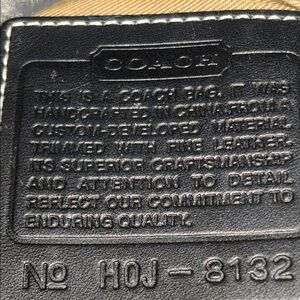 COACH
THIS IS A COACH BAG. IT WAS
HANDCRAFTED IN CHINA FROM A
CUSTOM-DEVELOPED MATERIAL
TRIMMED WITH FINE LEATHER.
ITS SUPERIOR CRAFTSMANSHIP
AND ATTENTION TO DETAIL
REFLECT OUR COMMITMENT TO
ENDURING QUALITY.
Nº H0J-8132